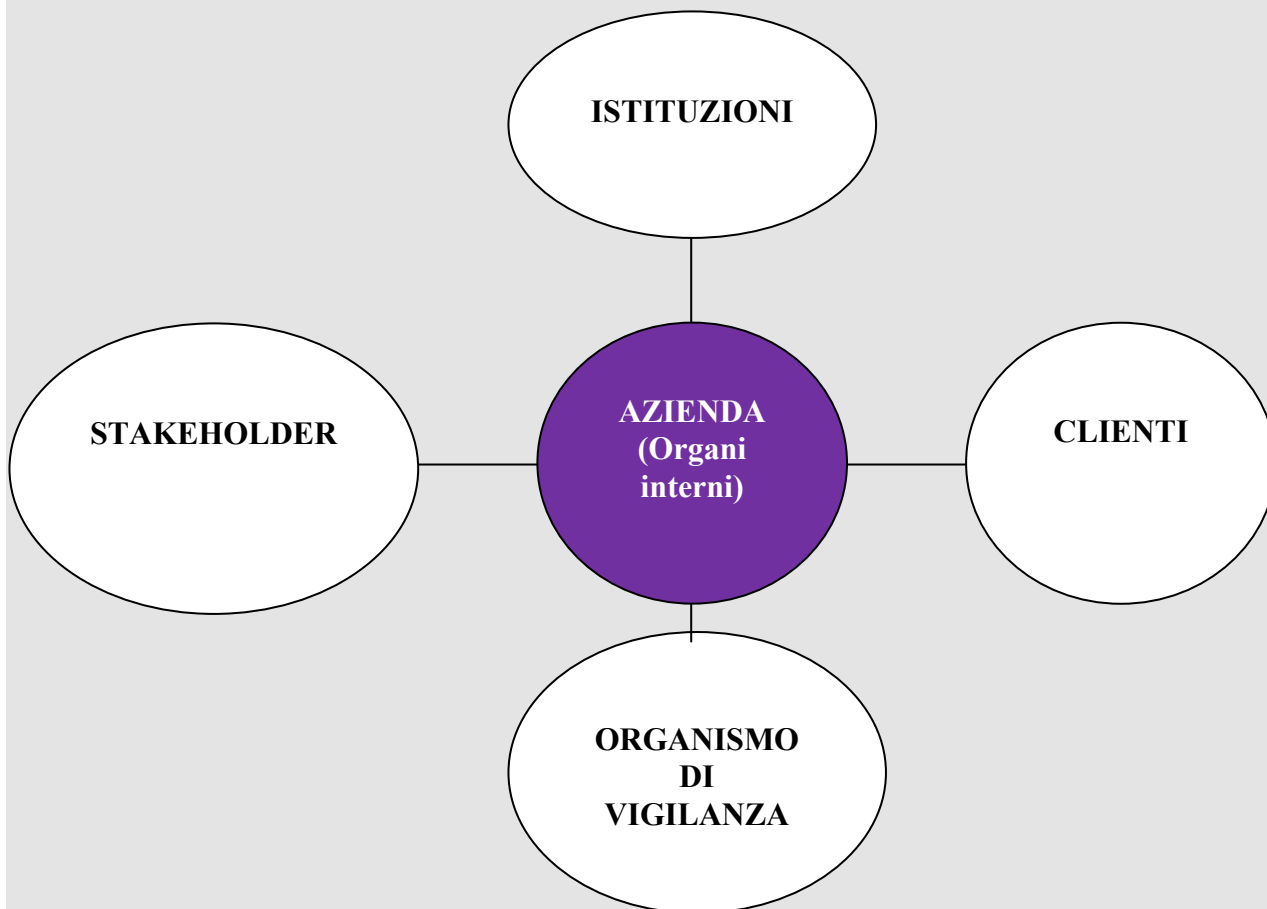 ISTITUZIONI
STAKEHOLDER
AZIENDA
(Organi
interni)
CLIENTI
ORGANISMO
DI
VIGILANZA